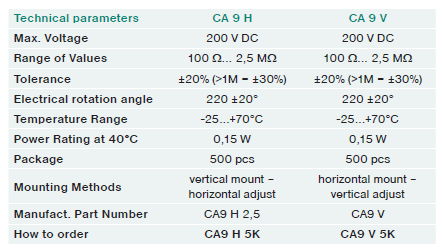 Technical parameters CA 9 H CA 9 V
Max. Voltage 200 V DC 200 V DC
Range of Values 100 Ω... 2,5 MΩ 100 Ω... 2,5 MΩ
Tolerance ±20% (>1M – ±30%) ±20% (>1M – ±30%)
Electrical rotation angle 220 ±20° 220 ±20°
Temperature Range -25...+70°C -25...+70°C
Power Rating at 40°C 0,15 W 0,15 W
Package 500 pcs 500 pcs
Mounting Methods vertical mount – horizontal mount –
horizontal adjust vertical adjust
Manufact. Part Number CA9 H 2,5 CA9 V
How to order CA9 H 5K CA9 V 5K